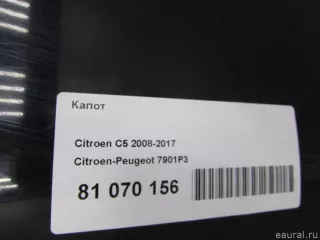 Капот
Citroen C5 2008-2017
Citroen-Peugeot 7901P3
81 070 156
eaural.ru